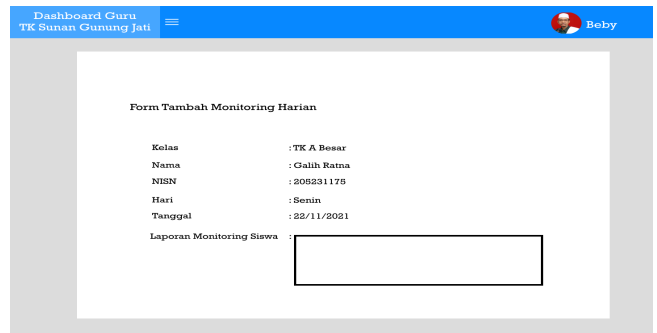 Dashboard Guru
TK Sunan Gunung Jati
Beby
Form Tambah Monitoring Harian
Kelas : TK A Besar
Nama : Galih Ratna
NISN : 205231175
Hari : Senin
Tanggal : 22/11/2021
Laporan Monitoring Siswa :